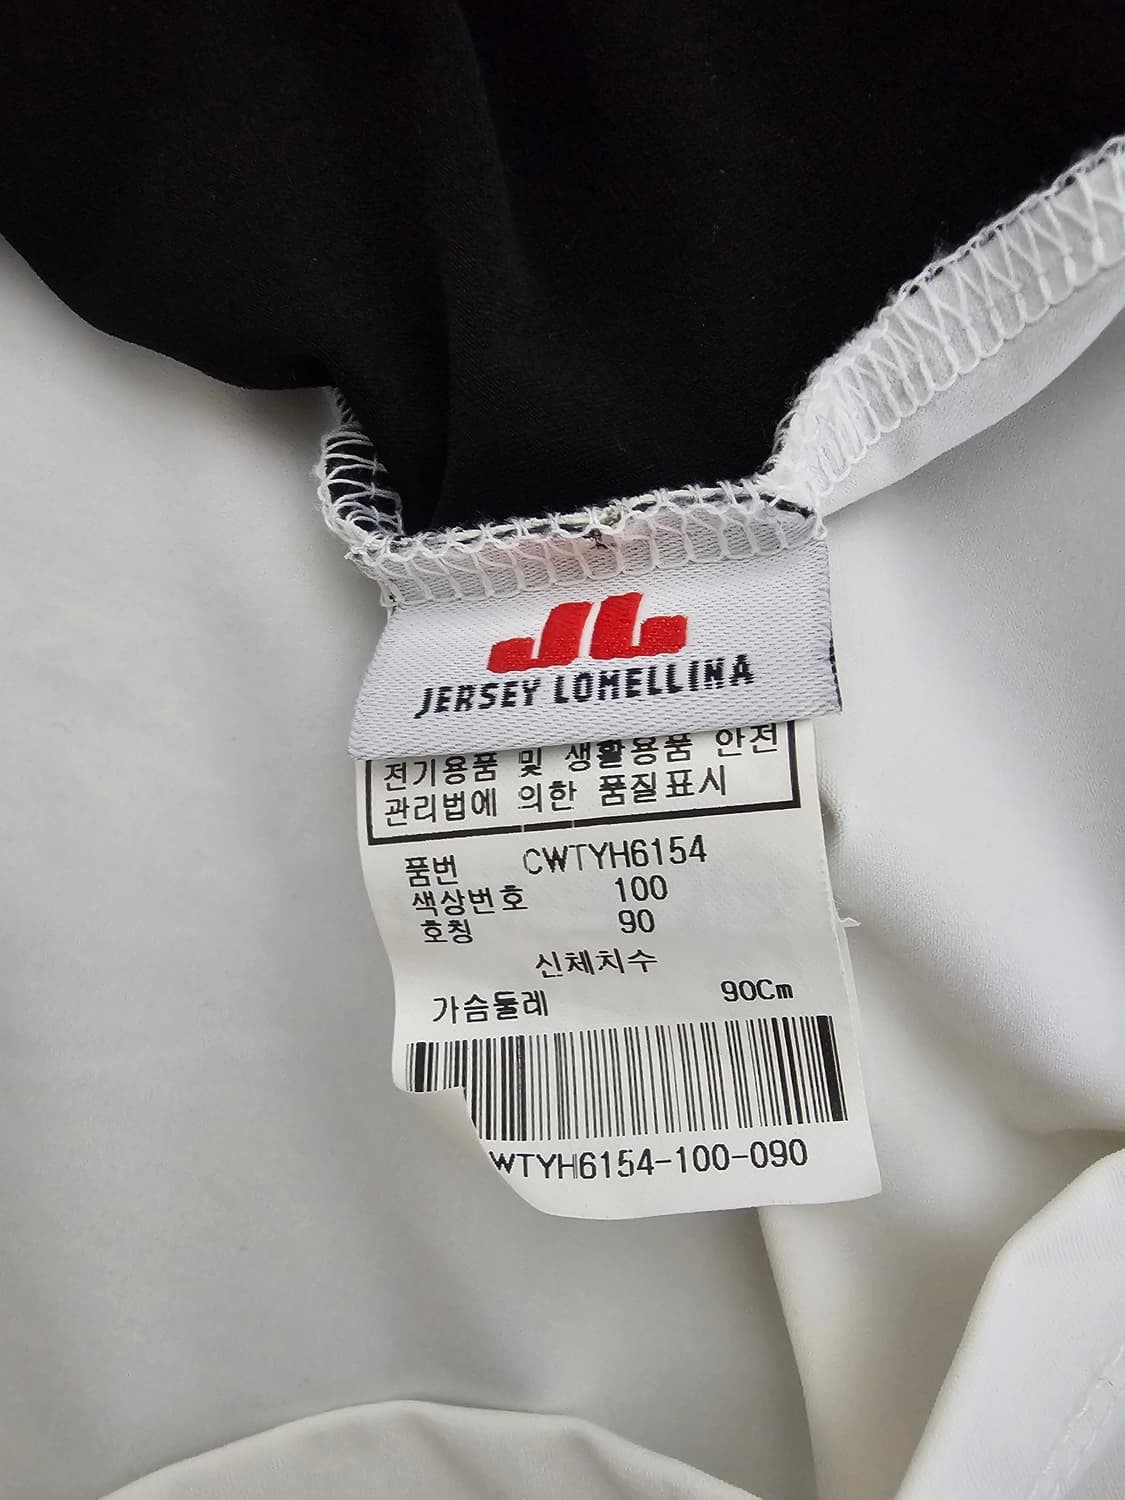 JL
JERSEY LOMELLINA
전기용품 및 생활용품 안전
관리법에 의한 품질표시
품번 CWTYH6154
색상번호 100
호칭 90
신체치수
가슴둘레 90Cm
WTYH6154-100-090